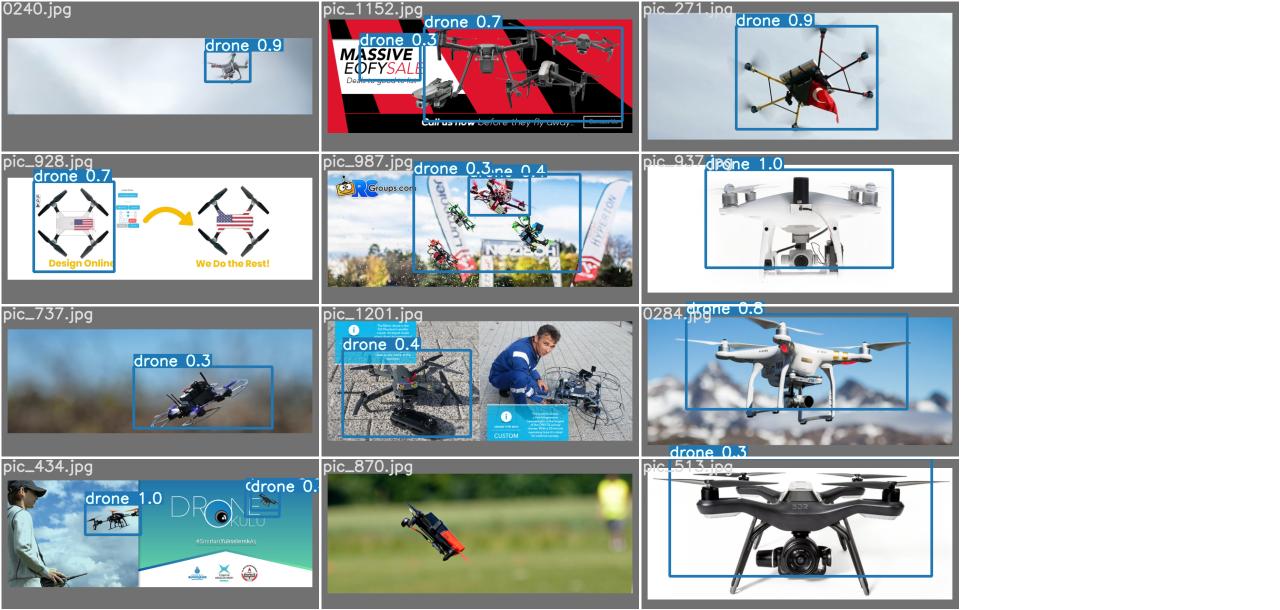 0240.jpg
drone 0.9
pic_1152.jpg
drone 0.7
drone 0.3
MASSIVE
EOFY SALE
Call us now before they fly away.
pic_271.jpg
drone 0.9
pic_928.jpg
drone 0.7
Design Online
We Do the Rest!
pic_987.jpg
drone 0.3
drone 0.4
RCGroups.com
HYPERION
pic_937.jpg
drone 1.0
pic_737.jpg
drone 0.3
pic_1201.jpg
drone 0.4
CUSTOM
0284.jpg
drone 0.8
pic_434.jpg
drone 1.0
drone 0.
DRONE
OKULU
pic_870.jpg
pic_513.jpg
drone 0.3
3DR